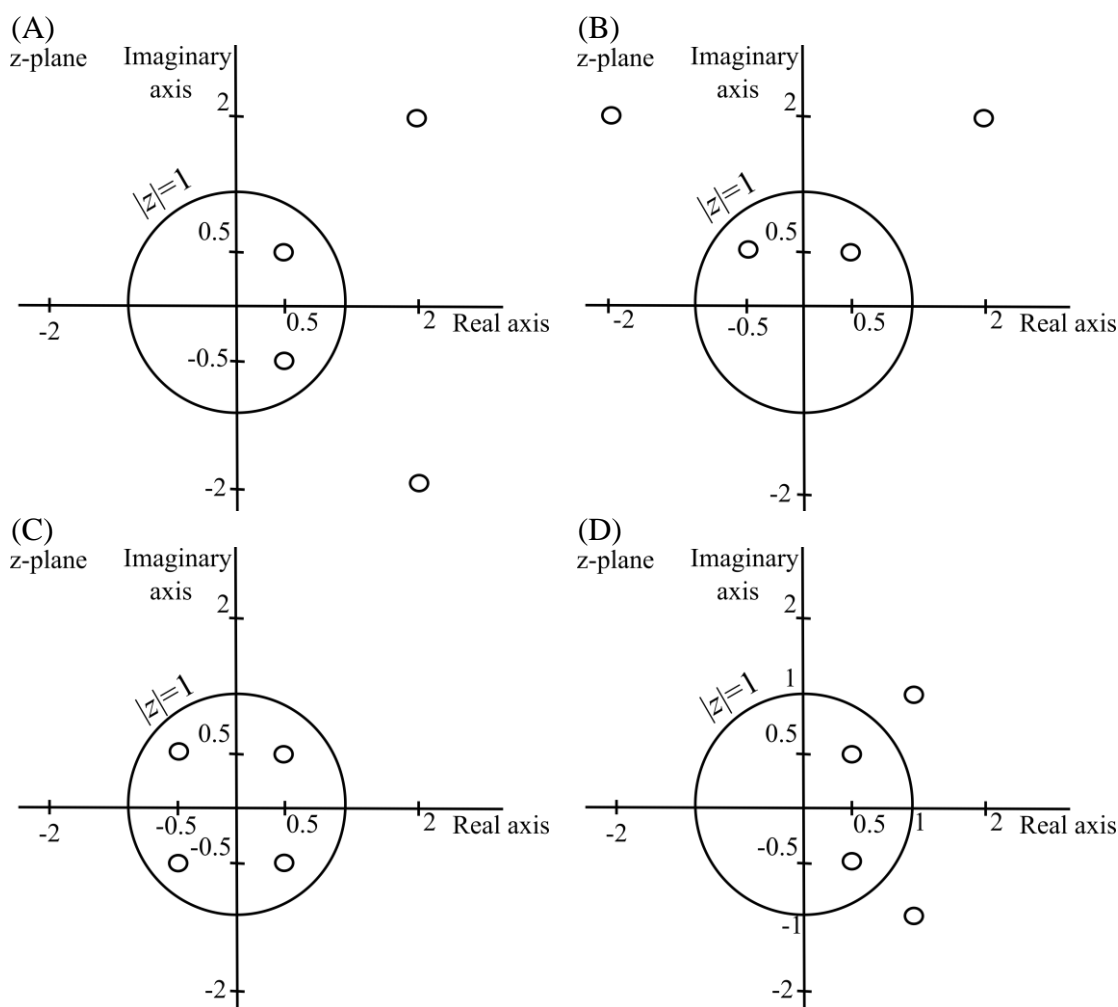 (A)
z-plane
Imaginary
axis
2
|z|=1
0.5
-2
0.5
2
Real axis
-0.5
-2
(B)
z-plane
Imaginary
axis
2
|z|=1
0.5
-2
-0.5
0.5
2
Real axis
-2
(C)
z-plane
Imaginary
axis
2
|z|=1
0.5
-2
-0.5
0.5
2
Real axis
-0.5
-2
(D)
z-plane
Imaginary
axis
2
|z|=1
1
0.5
-2
0.5
1
2
Real axis
-0.5
-1
-2